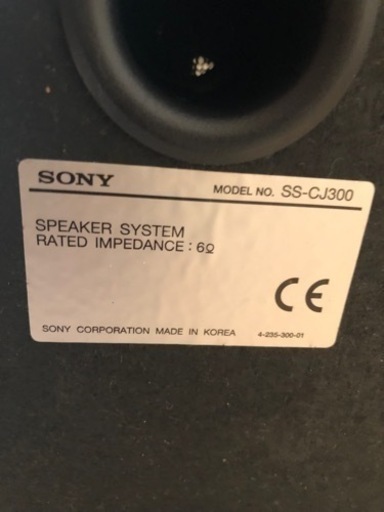 SONY
MODEL NO. SS-CJ300
SPEAKER SYSTEM
RATED IMPEDANCE : 6Ω
CE
SONY CORPORATION MADE IN KOREA 4-235-300-01